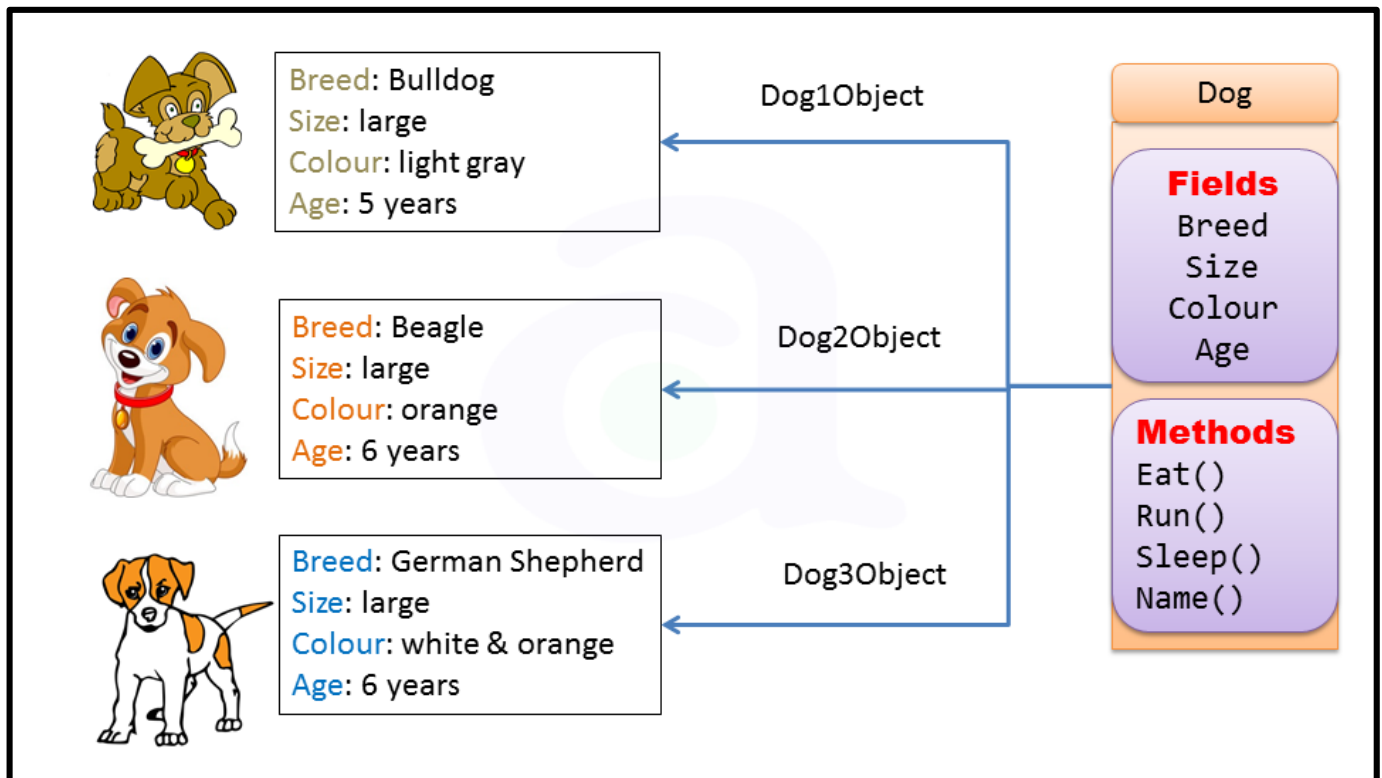 Breed: Bulldog
Size: large
Colour: light gray
Age: 5 years
Dog1Object
Breed: Beagle
Size: large
Colour: orange
Age: 6 years
Dog2Object
Breed: German Shepherd
Size: large
Colour: white & orange
Age: 6 years
Dog3Object
Dog
Fields
Breed
Size
Colour
Age
Methods
Eat()
Run()
Sleep()
Name()